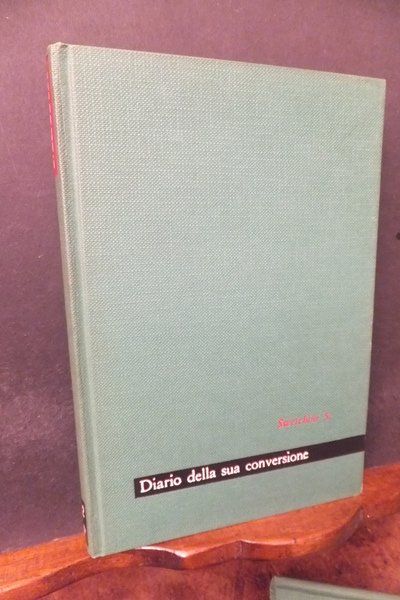 Swetchine S.
Diario della sua conversione